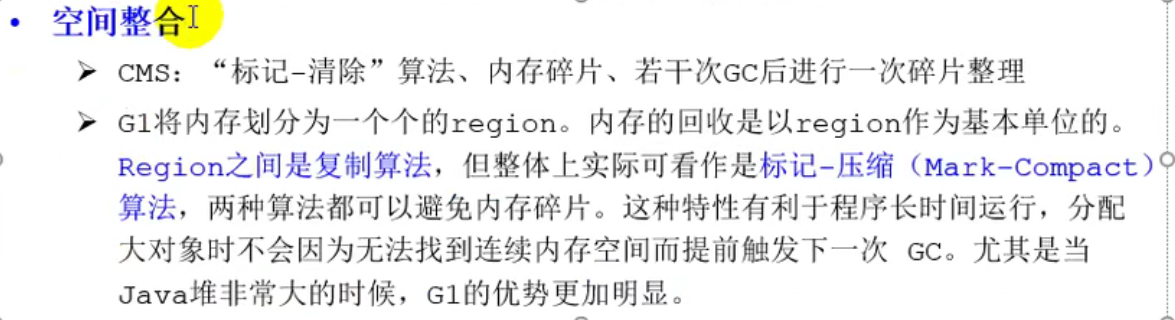 • 空间整合
➢ CMS：“标记-清除”算法、内存碎片、若干次GC后进行一次碎片整理
➢ G1将内存划分为一个个的region。内存的回收是以region作为基本单位的。
Region之间是复制算法，但整体上实际可看作是标记-压缩（Mark-Compact）
算法，两种算法都可以避免内存碎片。这种特性有利于程序长时间运行，分配
大对象时不会因为无法找到连续内存空间而提前触发下一次 GC。尤其是当
Java堆非常大的时候，G1的优势更加明显。